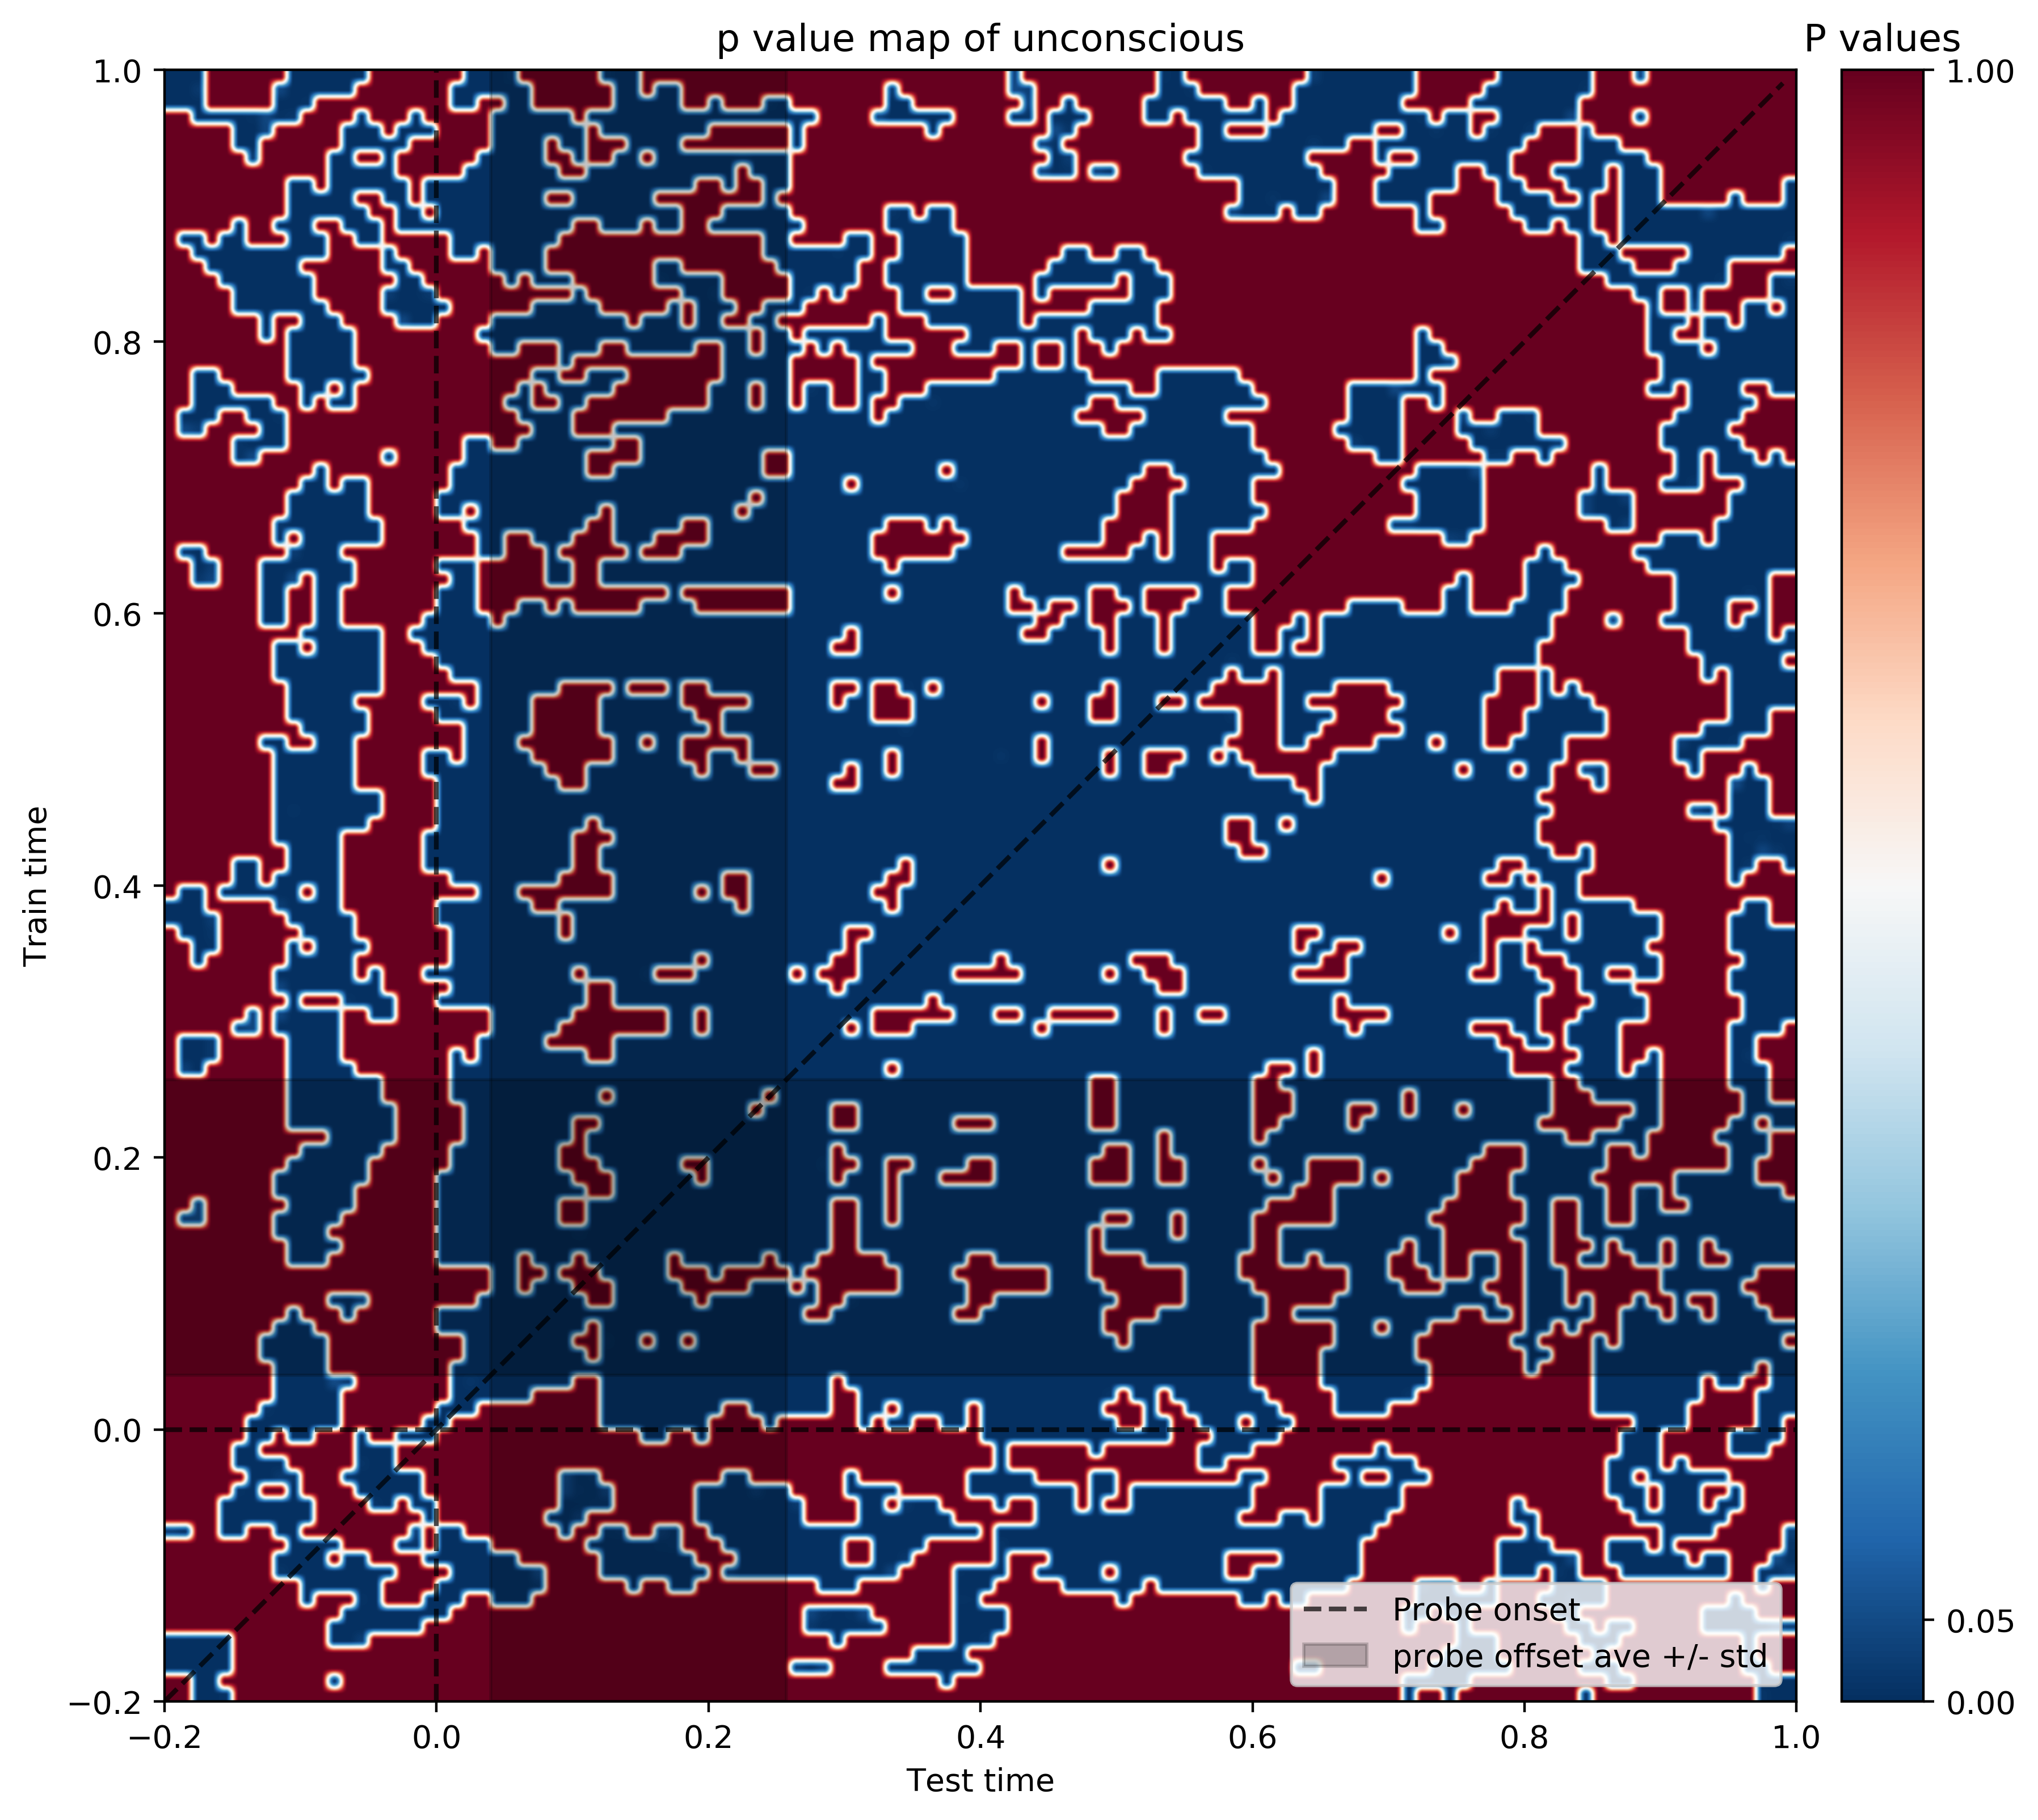 p value map of unconscious
P values
1.0
0.8
0.6
0.4
0.2
0.0
−0.2
Train time
−0.2
0.0
0.2
0.4
0.6
0.8
1.0
Test time
Probe onset
probe offset ave +/- std
1.00
0.05
0.00